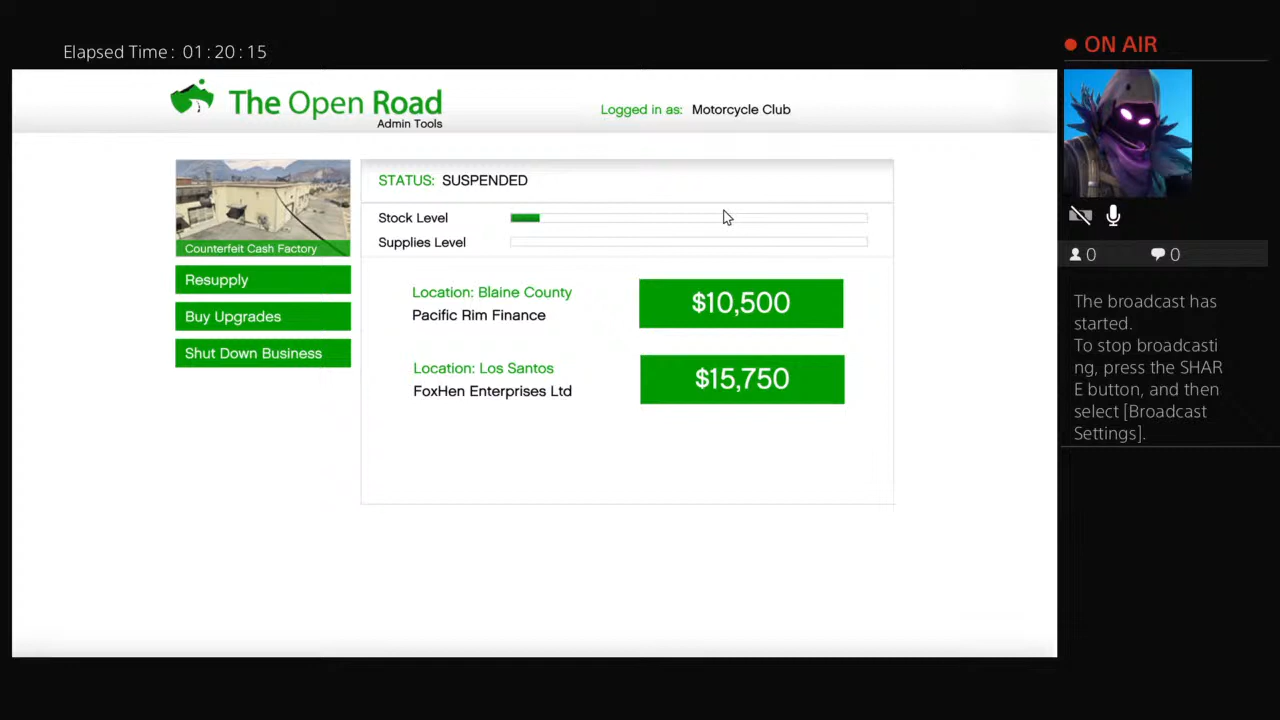 Elapsed Time: 01:20:15
ON AIR
The Open Road
Admin Tools
Logged in as: Motorcycle Club
Counterfeit Cash Factory
Resupply
Buy Upgrades
Shut Down Business
STATUS: SUSPENDED
Stock Level
Supplies Level
Location: Blaine County
Pacific Rim Finance
$10,500
Location: Los Santos
FoxHen Enterprises Ltd
$15,750
0 0
The broadcast has
started.
To stop broadcasti
ng, press the SHAR
E button, and then
select [Broadcast
Settings].